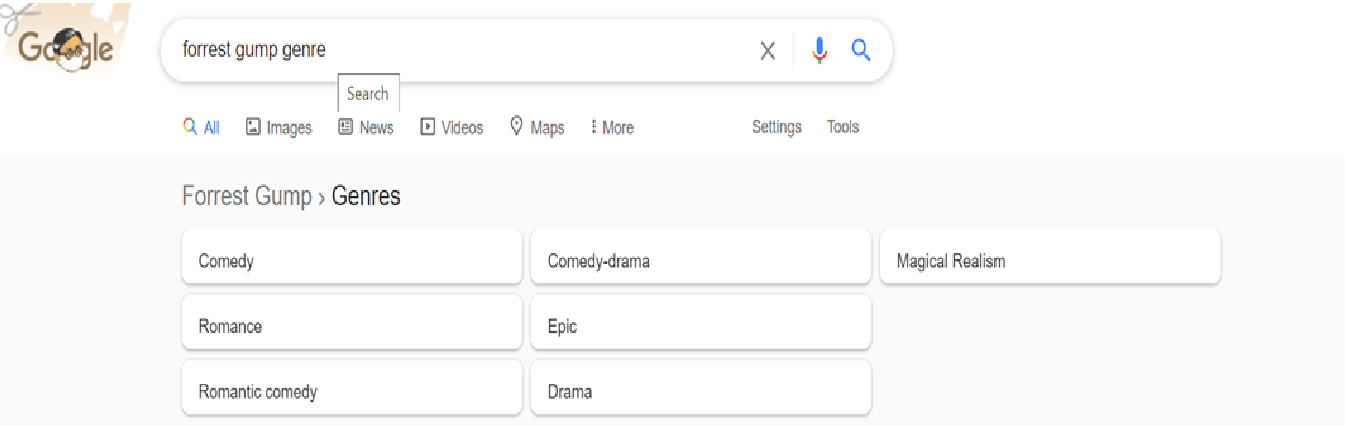 Google
forrest gump genre
Search
All Images News Videos Maps More Settings Tools
Forrest Gump › Genres
Comedy Comedy-drama Magical Realism
Romance Epic
Romantic comedy Drama